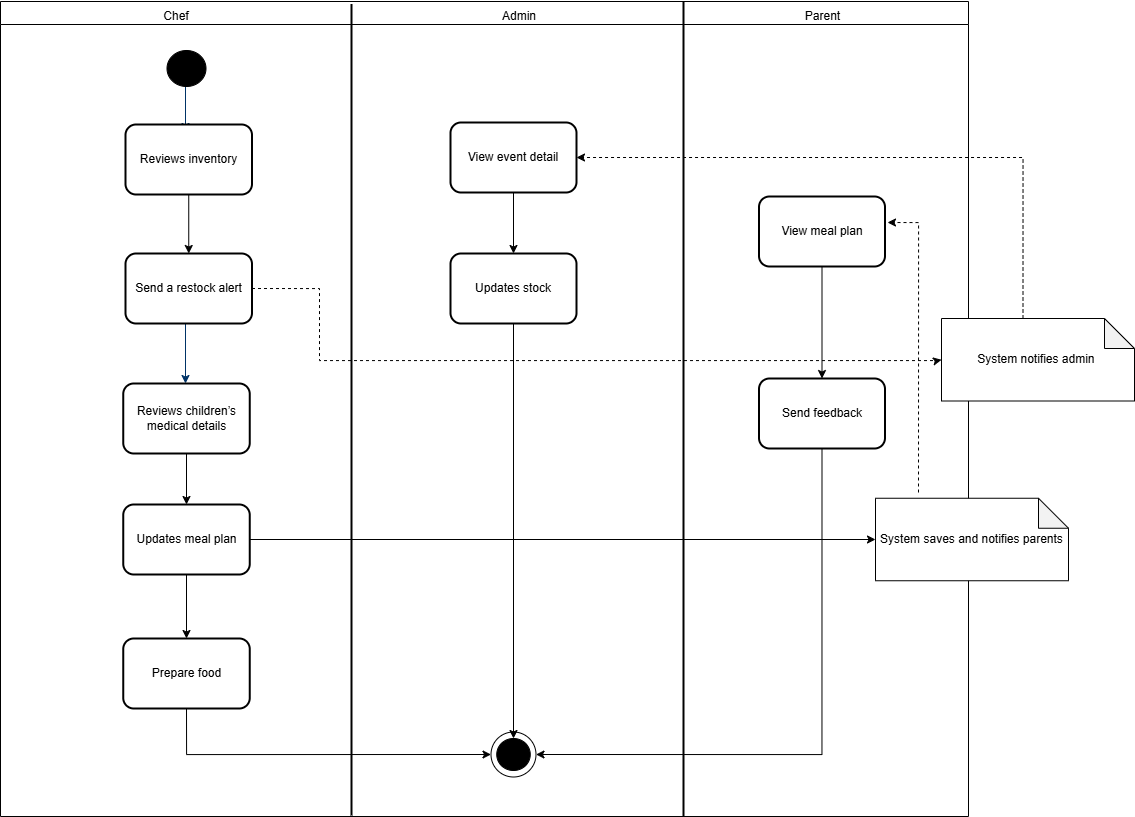 Chef
Admin
Parent
Reviews inventory
View event detail
View meal plan
Send a restock alert
Updates stock
System notifies admin
Reviews children's
medical details
Send feedback
Updates meal plan
System saves and notifies parents
Prepare food